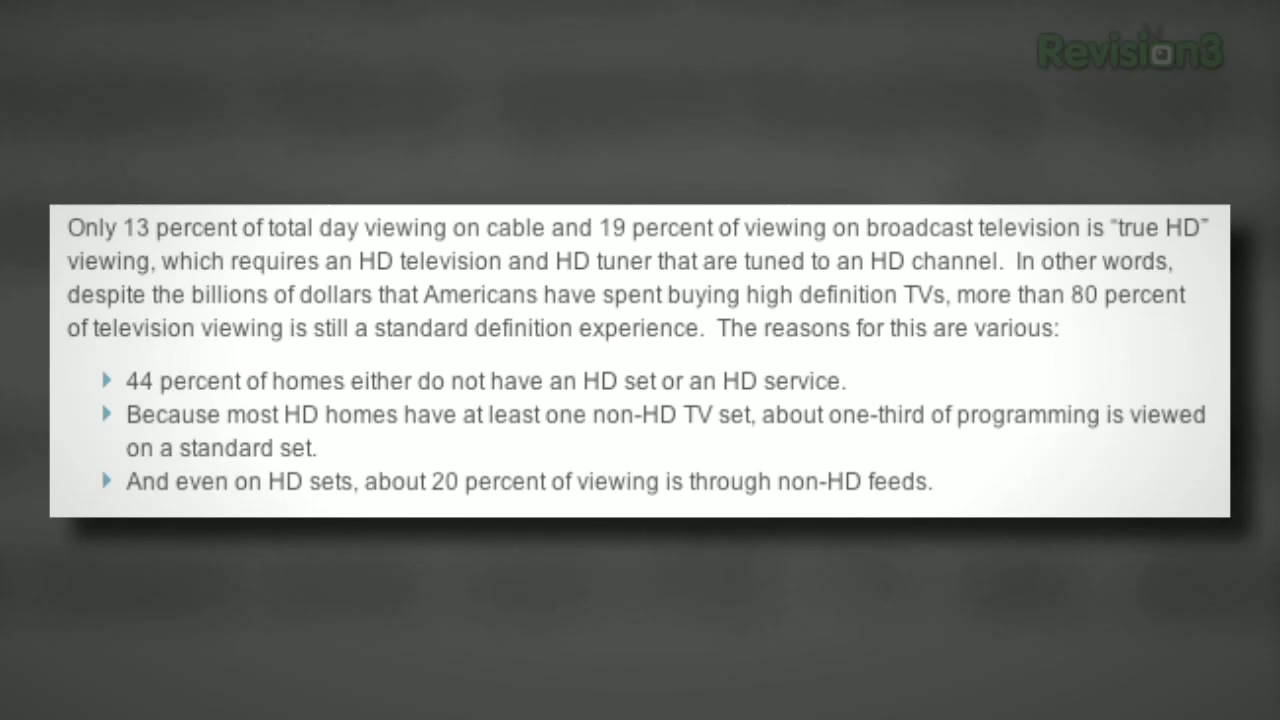 Revision3
Only 13 percent of total day viewing on cable and 19 percent of viewing on broadcast television is “true HD”
viewing, which requires an HD television and HD tuner that are tuned to an HD channel.  In other words,
despite the billions of dollars that Americans have spent buying high definition TVs, more than 80 percent
of television viewing is still a standard definition experience.  The reasons for this are various:
44 percent of homes either do not have an HD set or an HD service.
Because most HD homes have at least one non-HD TV set, about one-third of programming is viewed
on a standard set.
And even on HD sets, about 20 percent of viewing is through non-HD feeds.